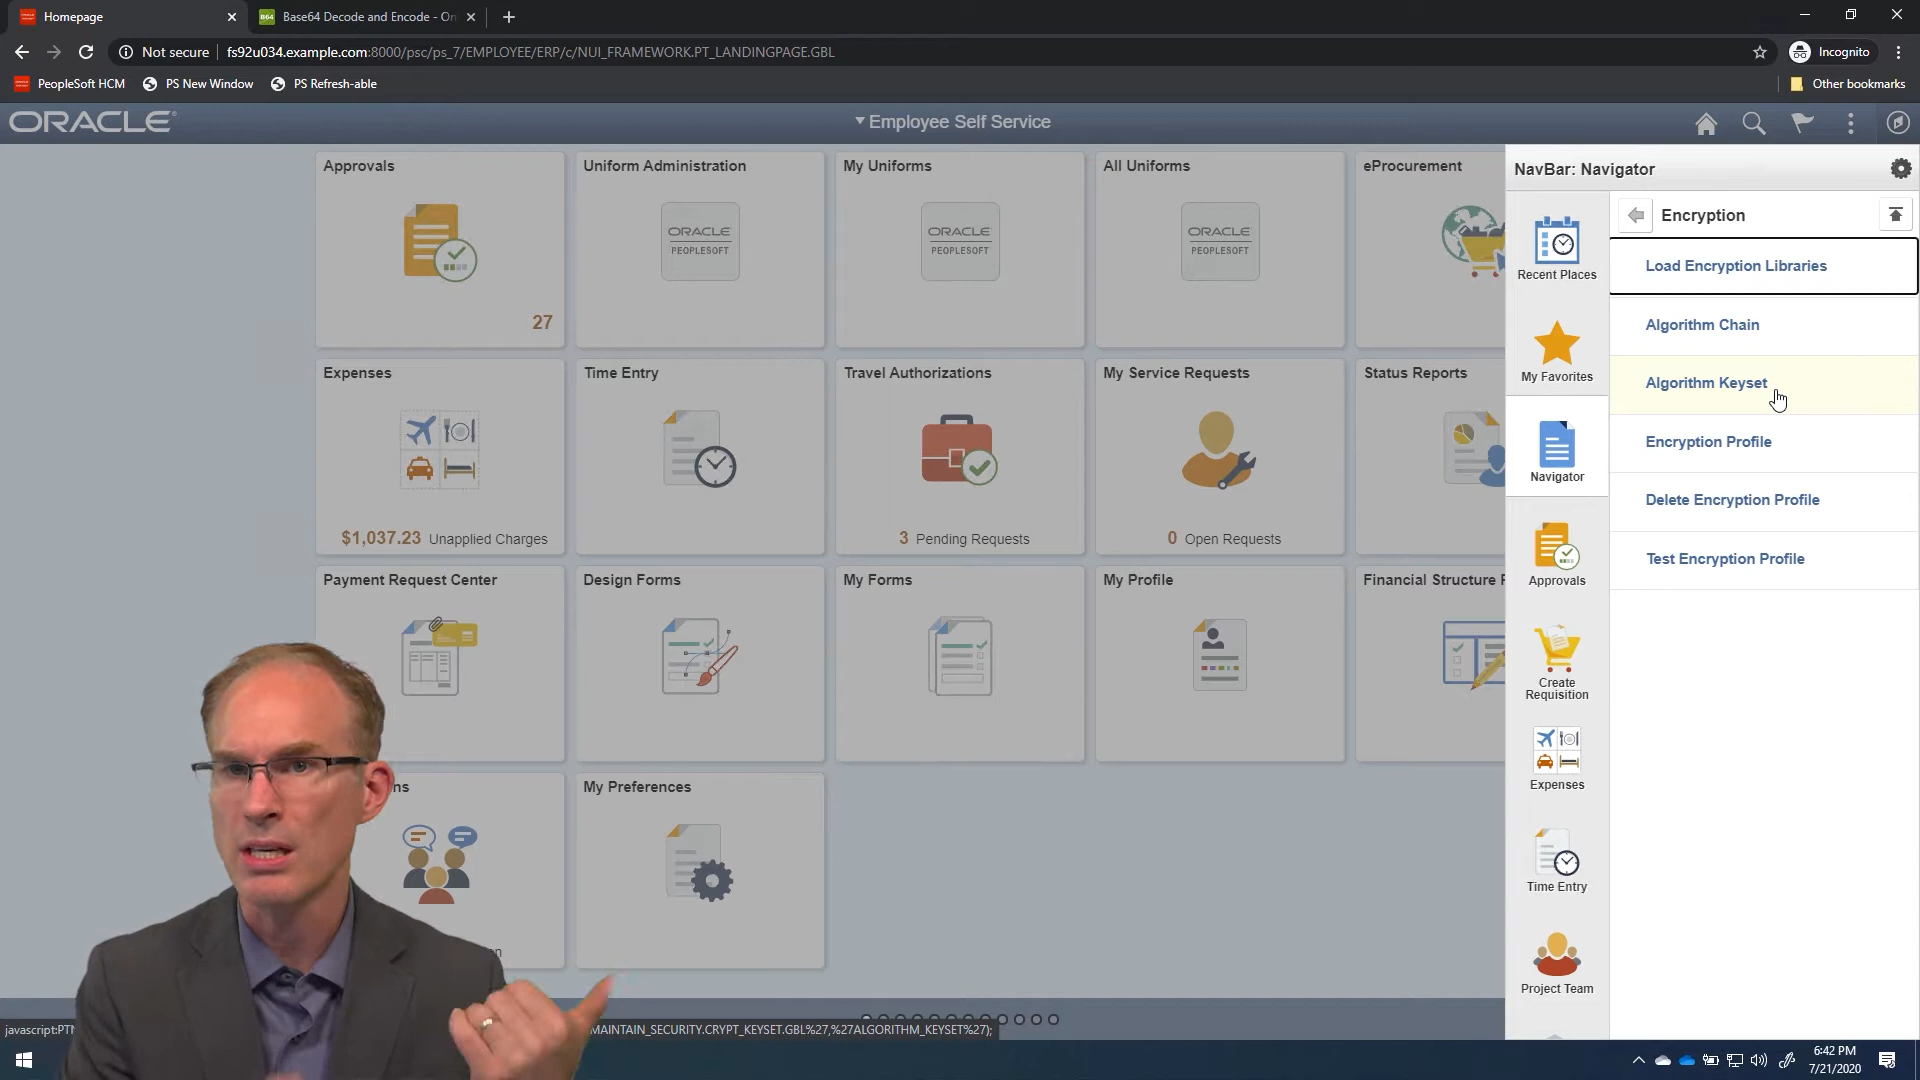 Homepage
B64 Base64 Decode and Encode - On
Not secure fs92u034.example.com:8000/psc/ps_7/EMPLOYEE/ERP/c/NUI_FRAMEWORK.PT_LANDINGPAGE.GBL
Incognito
PeopleSoft HCM PS New Window PS Refresh-able
Other bookmarks
ORACLE
Employee Self Service
Approvals
27
Uniform Administration
ORACLE
PEOPLESOFT
My Uniforms
ORACLE
PEOPLESOFT
All Uniforms
ORACLE
PEOPLESOFT
eProcurement
Expenses
$1,037.23 Unapplied Charges
Time Entry
Travel Authorizations
3 Pending Requests
My Service Requests
0 Open Requests
Status Reports
Payment Request Center
Design Forms
My Forms
My Profile
Financial Structure
ns
on
My Preferences
NavBar: Navigator
Recent Places
My Favorites
Navigator
Approvals
Create
Requisition
Expenses
Time Entry
Project Team
Encryption
Load Encryption Libraries
Algorithm Chain
Algorithm Keyset
Encryption Profile
Delete Encryption Profile
Test Encryption Profile
javascript:PTN MAINTAIN_SECURITY.CRYPT_KEYSET.GBL%27,%27ALGORITHM_KEYSET%27);
6:42 PM
7/21/2020